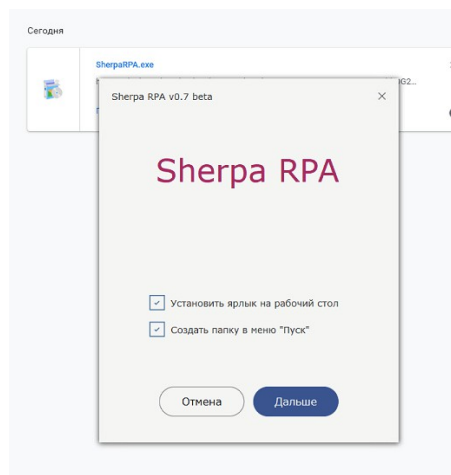 Сегодня
SherpaRPA.exe
Sherpa RPA v0.7 beta
Sherpa RPA
Установить ярлык на рабочий стол
Создать папку в меню "Пуск"
Отмена
Дальше